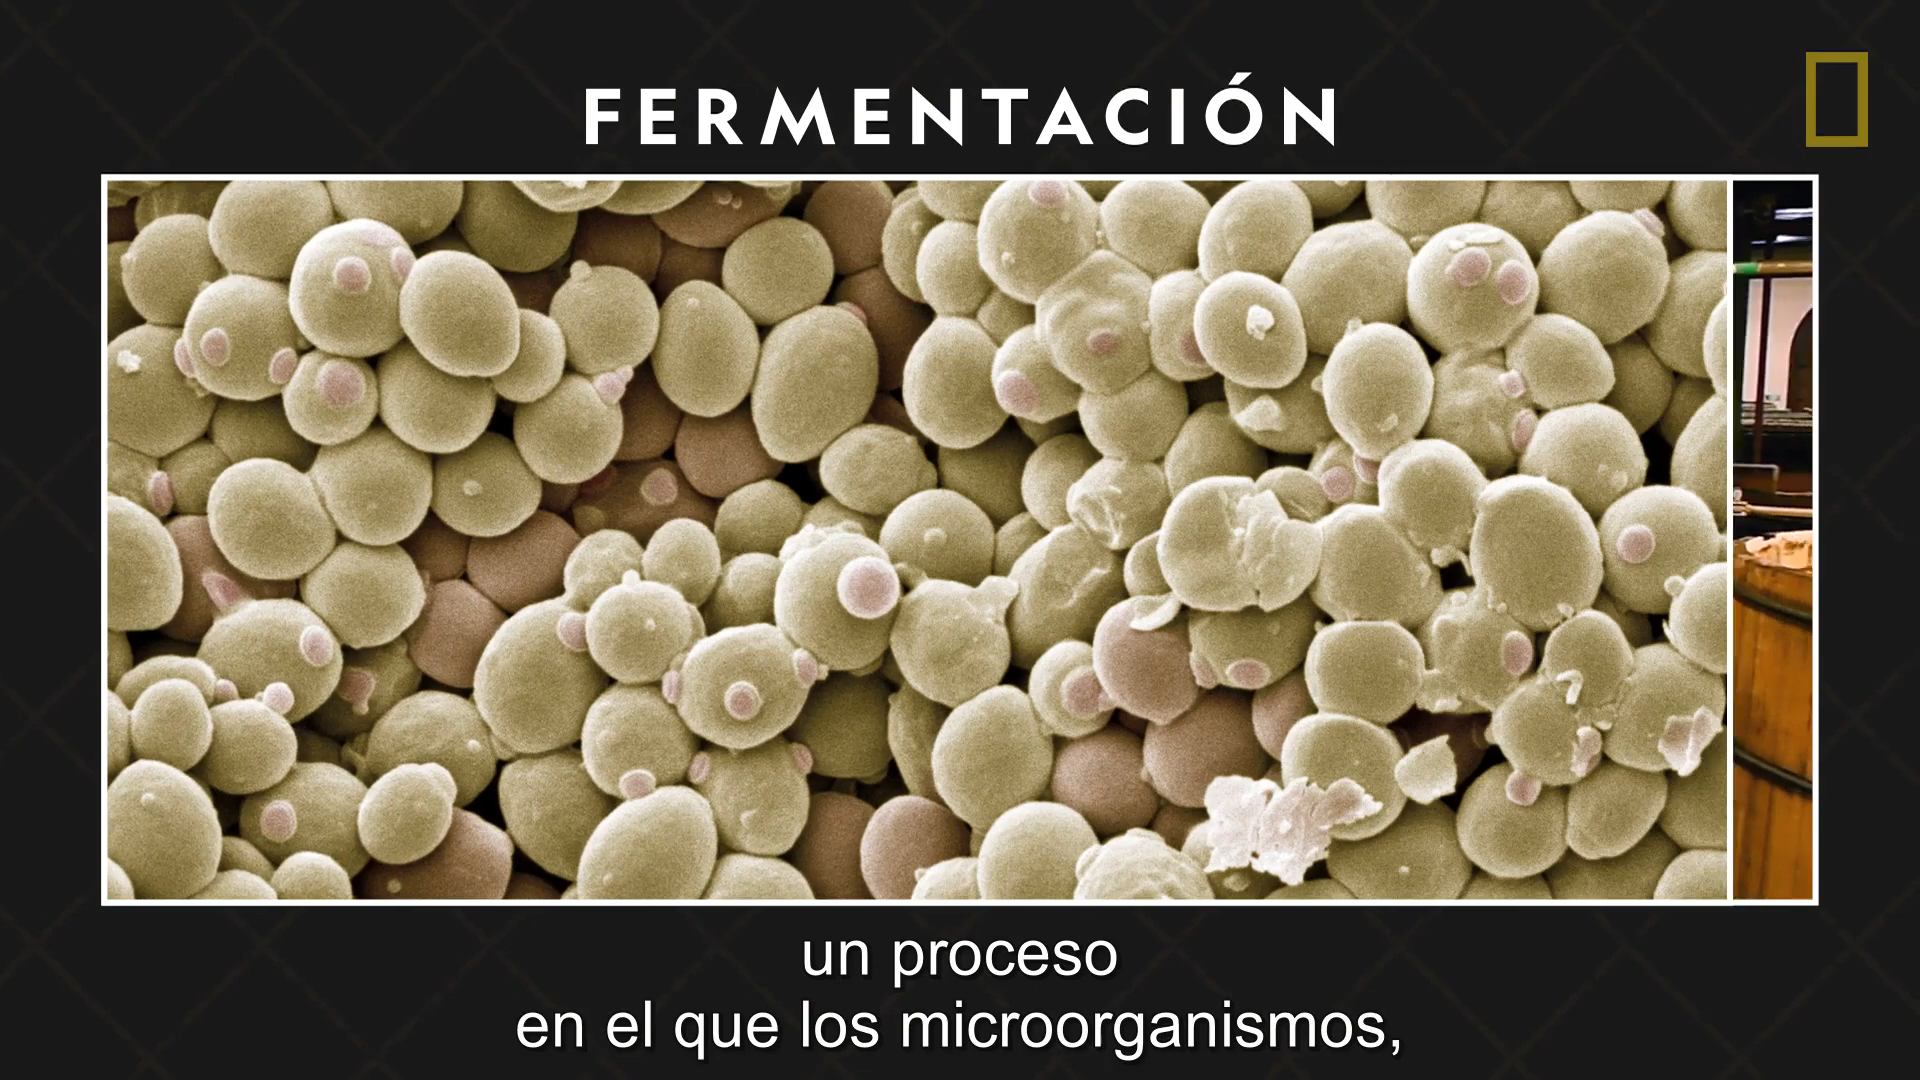 FERMENTACIÓN
un proceso
en el que los microorganismos,